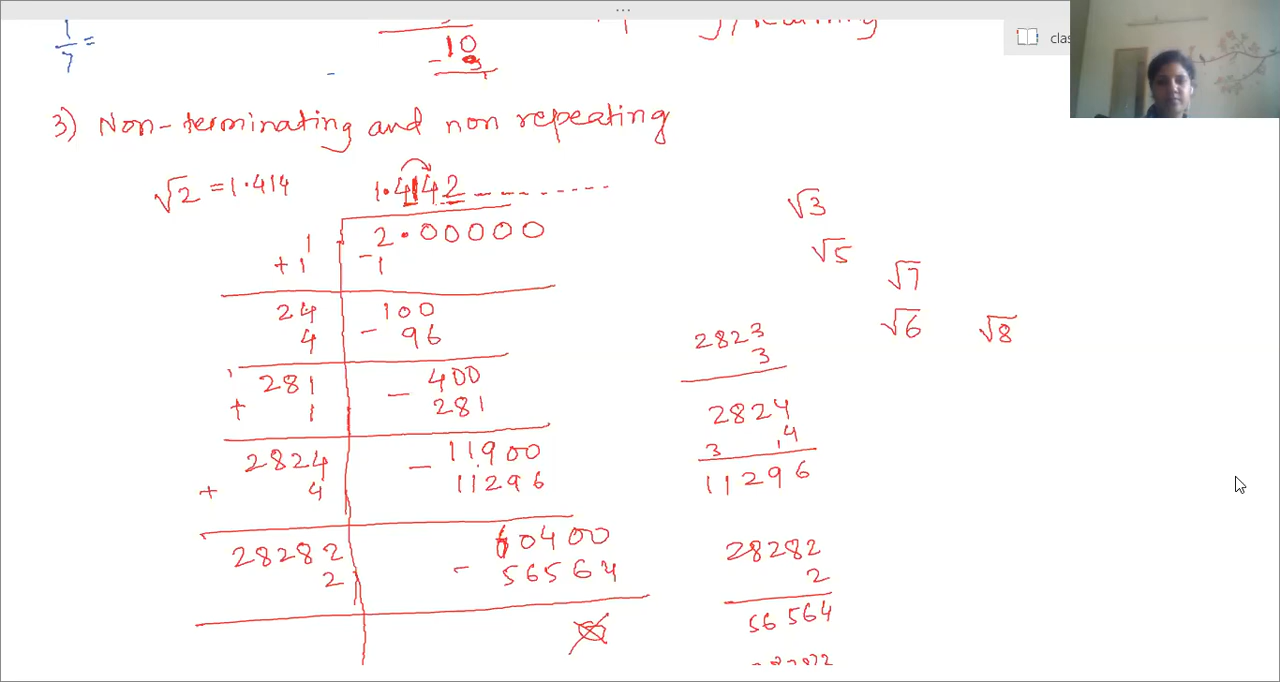 1/7 =
10
3) Non-terminating and non repeating
√2 = 1.414
1.4142 ----------
1 2.00000
+1 -1
24 100
4 - 96
281 - 400
+ 1 281
2824 - 11900
+ 4 11296
28282 60400
2 - 56564
√3
√5
√7
√6 √8
2823
3
2824
3 1 4
11296
28282
2
56564